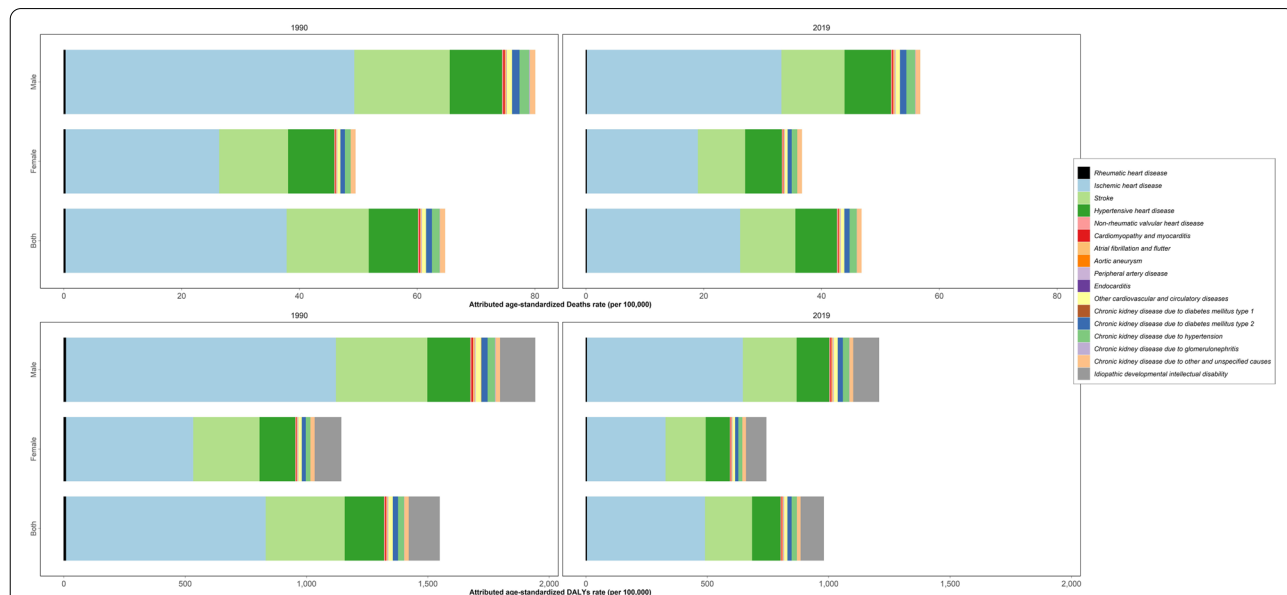 1990
2019
Male
Female
Both
0
20
40
60
80
0
20
40
60
80
Attributed age-standardized Deaths rate (per 100,000)
1990
2019
Male
Female
Both
0
500
1,000
1,500
2,000
0
500
1,000
1,500
2,000
Attributed age-standardized DALYs rate (per 100,000)
Rheumatic heart disease
Ischemic heart disease
Stroke
Hypertensive heart disease
Non-rheumatic valvular heart disease
Cardiomyopathy and myocarditis
Atrial fibrillation and flutter
Aortic aneurysm
Peripheral artery disease
Endocarditis
Other cardiovascular and circulatory diseases
Chronic kidney disease due to diabetes mellitus type 1
Chronic kidney disease due to diabetes mellitus type 2
Chronic kidney disease due to hypertension
Chronic kidney disease due to glomerulonephritis
Chronic kidney disease due to other and unspecified causes
Idiopathic developmental intellectual disability